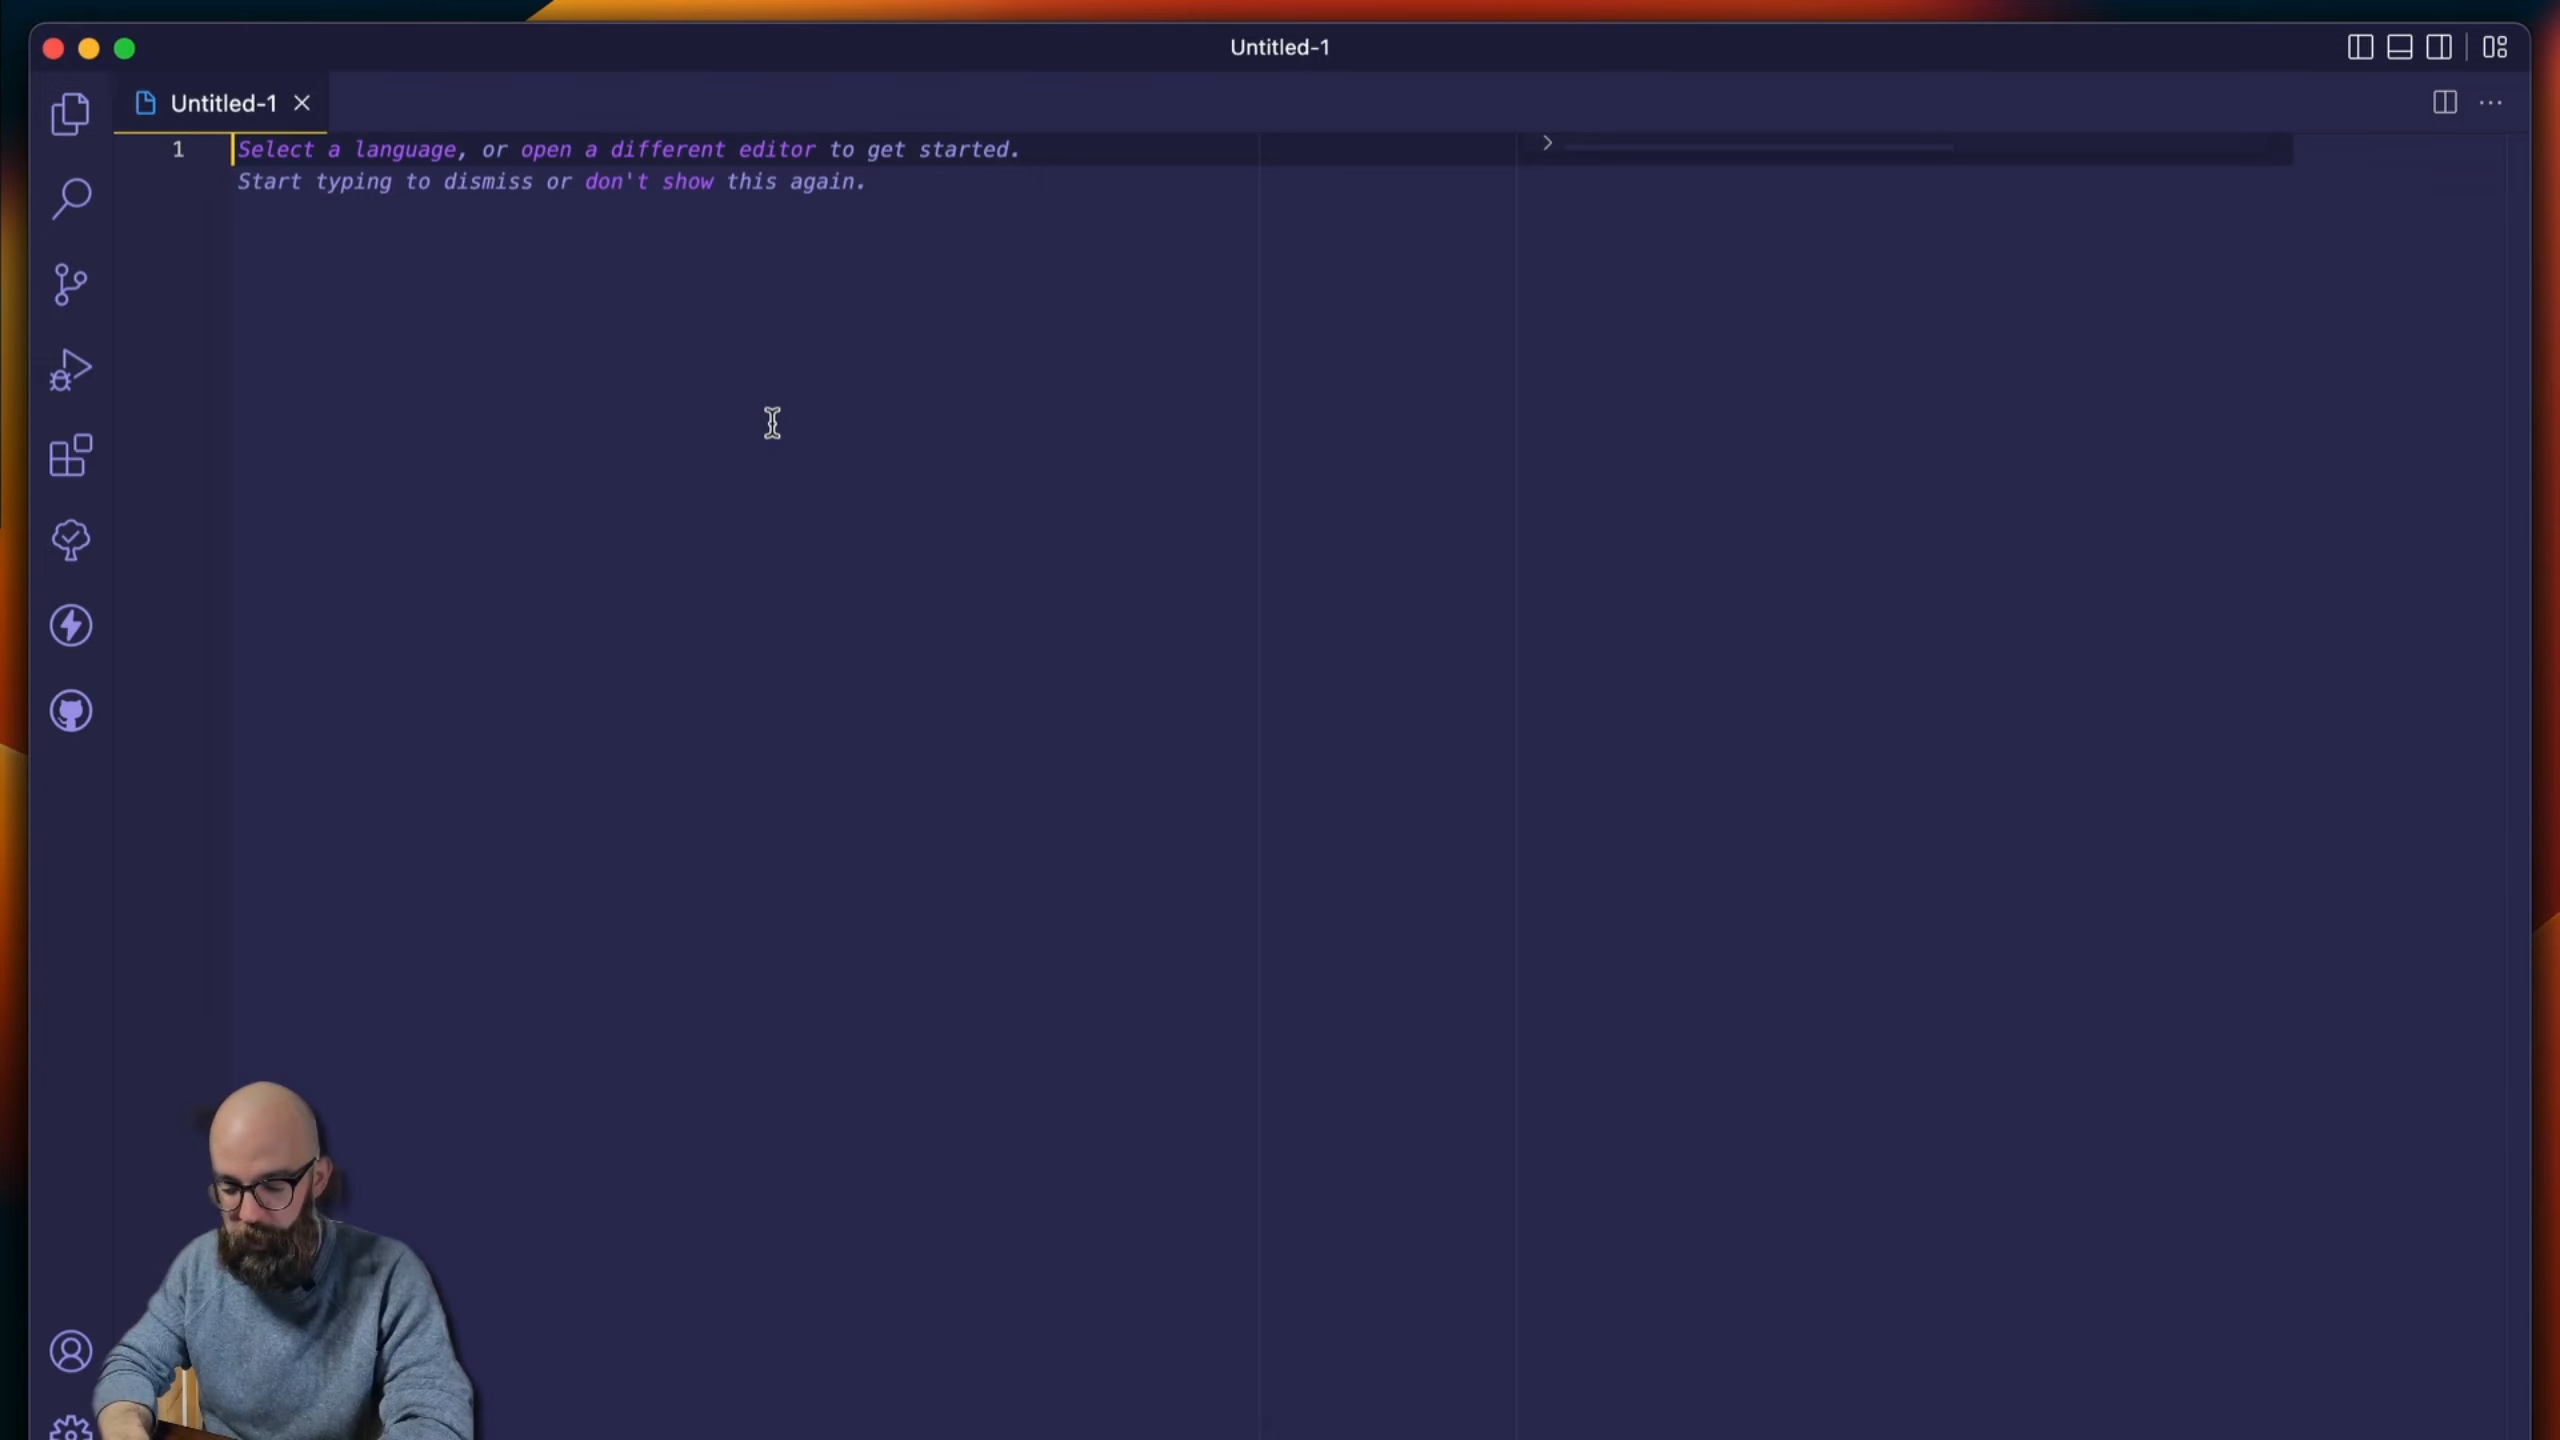 Untitled-1
Untitled-1
1
Select a language, or open a different editor to get started.
Start typing to dismiss or don't show this again.